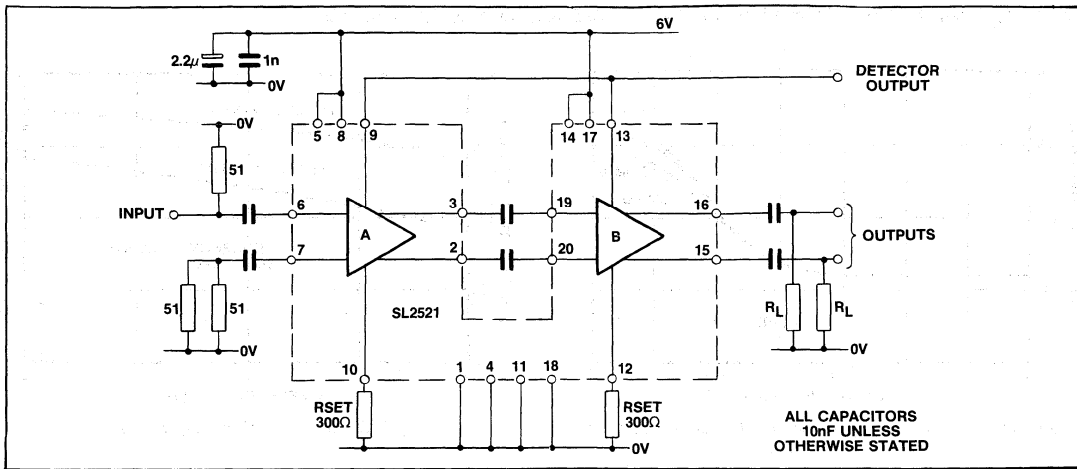 6V
2.2μ
1n
0V
DETECTOR
OUTPUT
0V
5
8
9
14
17
13
51
INPUT
6
3
19
16
A
B
7
2
20
15
OUTPUTS
51
51
SL2521
RL
RL
0V
0V
10
1
4
11
18
12
RSET
300Ω
RSET
300Ω
0V
ALL CAPACITORS
10nF UNLESS
OTHERWISE STATED